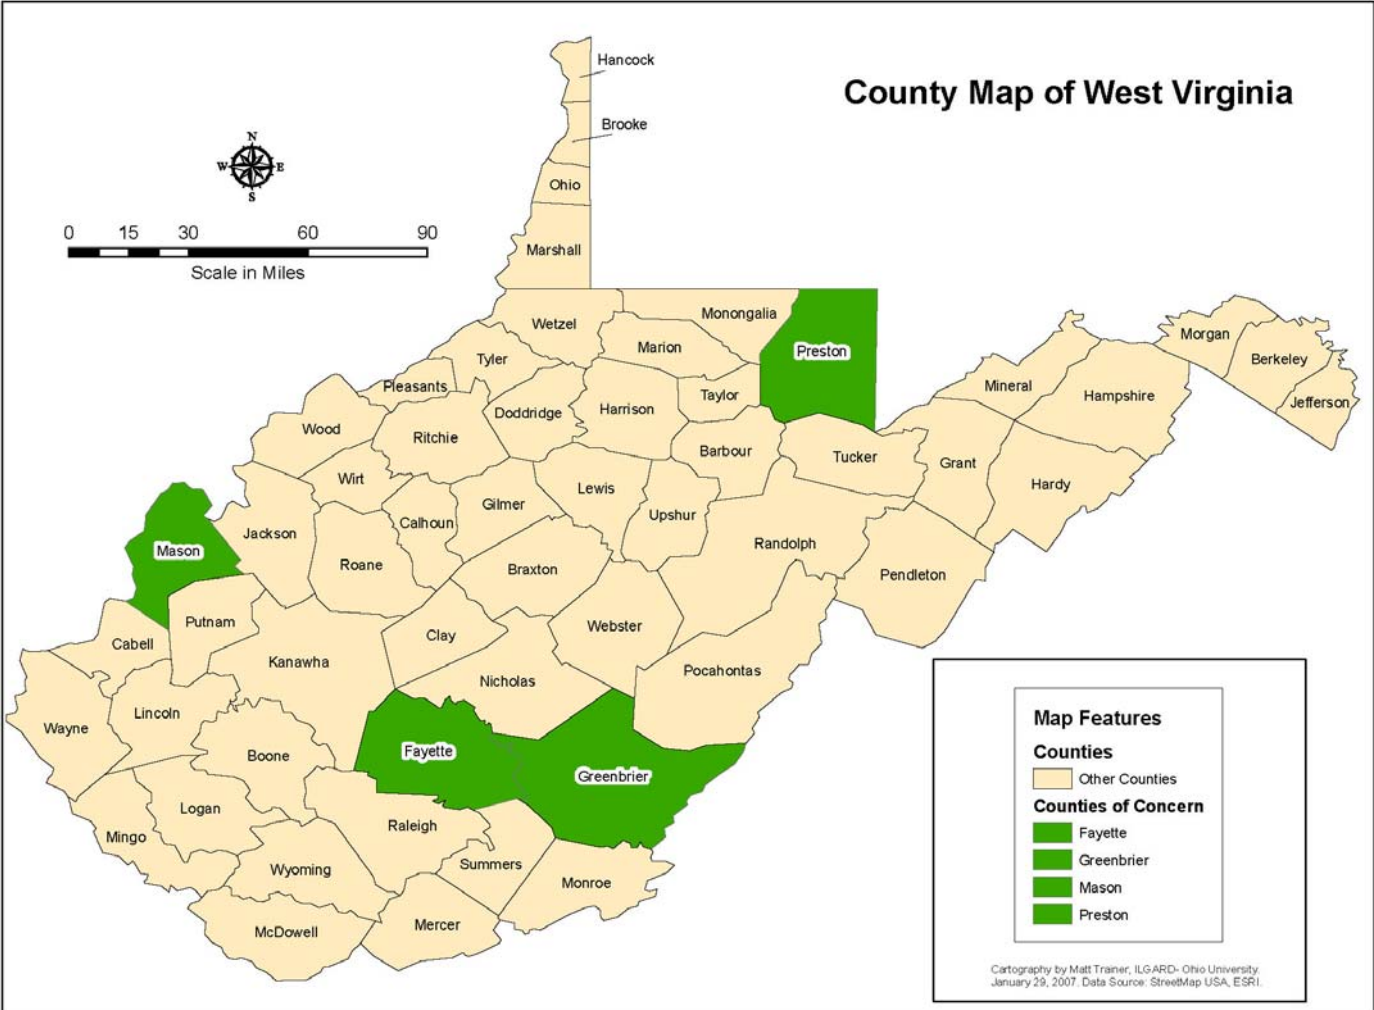 County Map of West Virginia
N
W
E
S
0 15 30 60 90
Scale in Miles
Hancock
Brooke
Ohio
Marshall
Wetzel
Monongalia
Preston
Marion
Tyler
Pleasants
Taylor
Doddridge
Harrison
Wood
Ritchie
Barbour
Tucker
Morgan
Berkeley
Jefferson
Mineral
Hampshire
Grant
Hardy
Wirt
Lewis
Gilmer
Upshur
Calhoun
Jackson
Randolph
Mason
Roane
Braxton
Pendleton
Putnam
Webster
Clay
Cabell
Kanawha
Pocahontas
Nicholas
Lincoln
Wayne
Fayette
Boone
Greenbrier
Logan
Raleigh
Mingo
Summers
Wyoming
Monroe
Mercer
McDowell
Map Features
Counties
Other Counties
Counties of Concern
Fayette
Greenbrier
Mason
Preston
Cartography by Matt Trainer, ILGARD- Ohio University.
January 29, 2007. Data Source: StreetMap USA, ESRI.